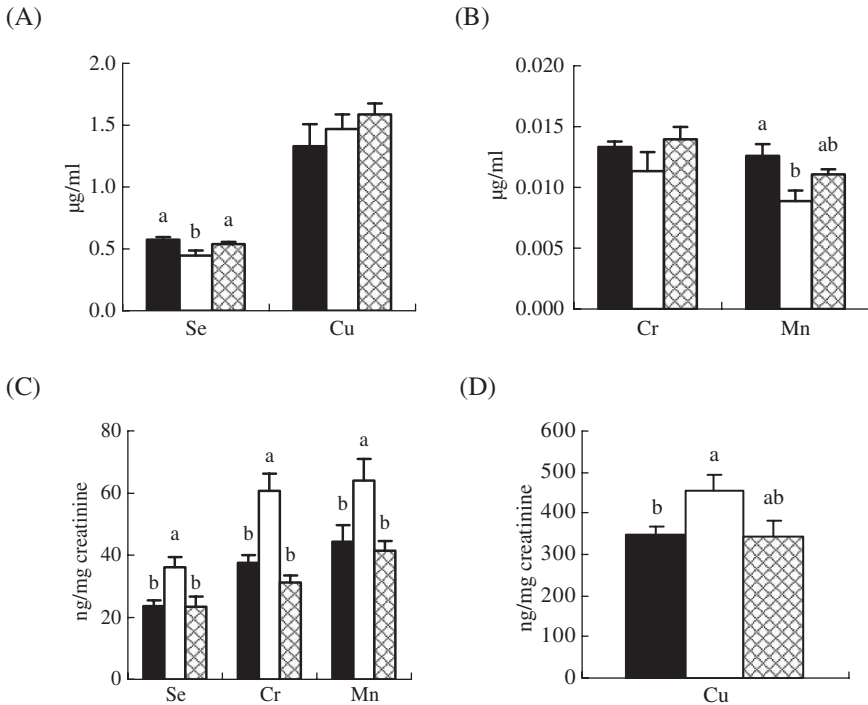 (A)
2.0
1.5
1.0
0.5
0.0
µg/ml
a b a
Se Cu
(B)
0.020
0.015
0.010
0.005
0.000
µg/ml
a b ab
Cr Mn
(C)
80
60
40
20
0
ng/mg creatinine
b a b b a b b a b
Se Cr Mn
(D)
600
500
400
300
200
100
0
ng/mg creatinine
b a ab
Cu